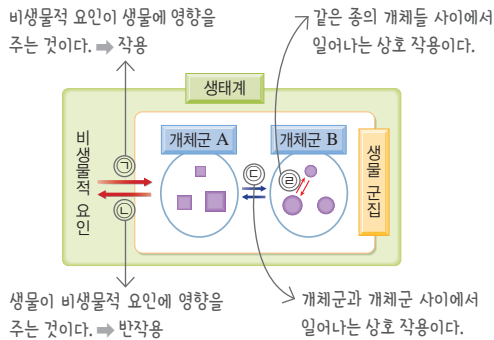 비생물적 요인이 생물에 영향을
주는 것이다. ➡ 작용
같은 종의 개체들 사이에서
일어나는 상호 작용이다.
생태계
비생물적 요인
개체군 A
개체군 B
생물 군집
㉠
㉡
㉢
㉣
생물이 비생물적 요인에 영향을
주는 것이다. ➡ 반작용
개체군과 개체군 사이에서
일어나는 상호 작용이다.